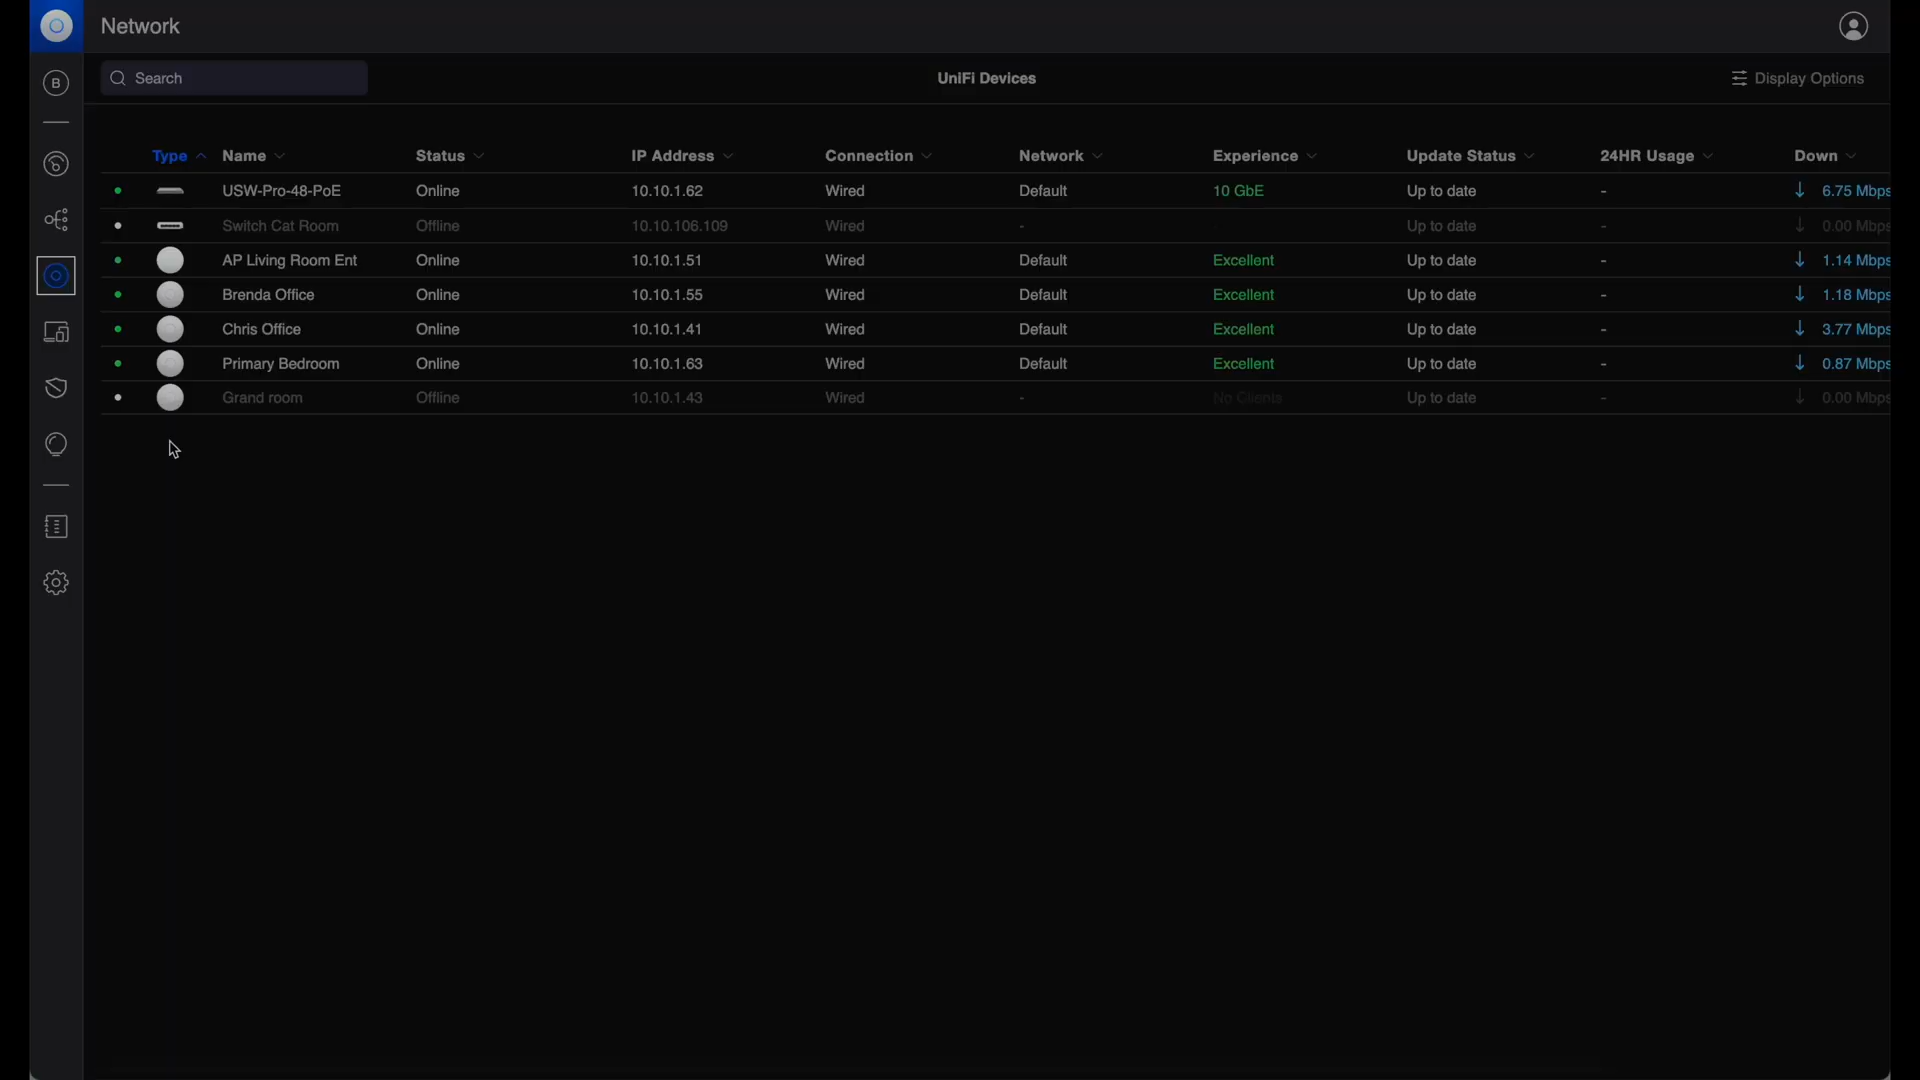 Network
B
Search
UniFi Devices
Display Options
Type Name Status IP Address Connection Network Experience Update Status 24HR Usage Down
USW-Pro-48-PoE Online 10.10.1.62 Wired Default 10 GbE Up to date - 6.75 Mbps
Switch Cat Room Offline 10.10.106.109 Wired - Up to date - 0.00 Mbps
AP Living Room Ent Online 10.10.1.51 Wired Default Excellent Up to date - 1.14 Mbps
Brenda Office Online 10.10.1.55 Wired Default Excellent Up to date - 1.18 Mbps
Chris Office Online 10.10.1.41 Wired Default Excellent Up to date - 3.77 Mbps
Primary Bedroom Online 10.10.1.63 Wired Default Excellent Up to date - 0.87 Mbps
Grand room Offline 10.10.1.43 Wired - No Clients Up to date - 0.00 Mbps